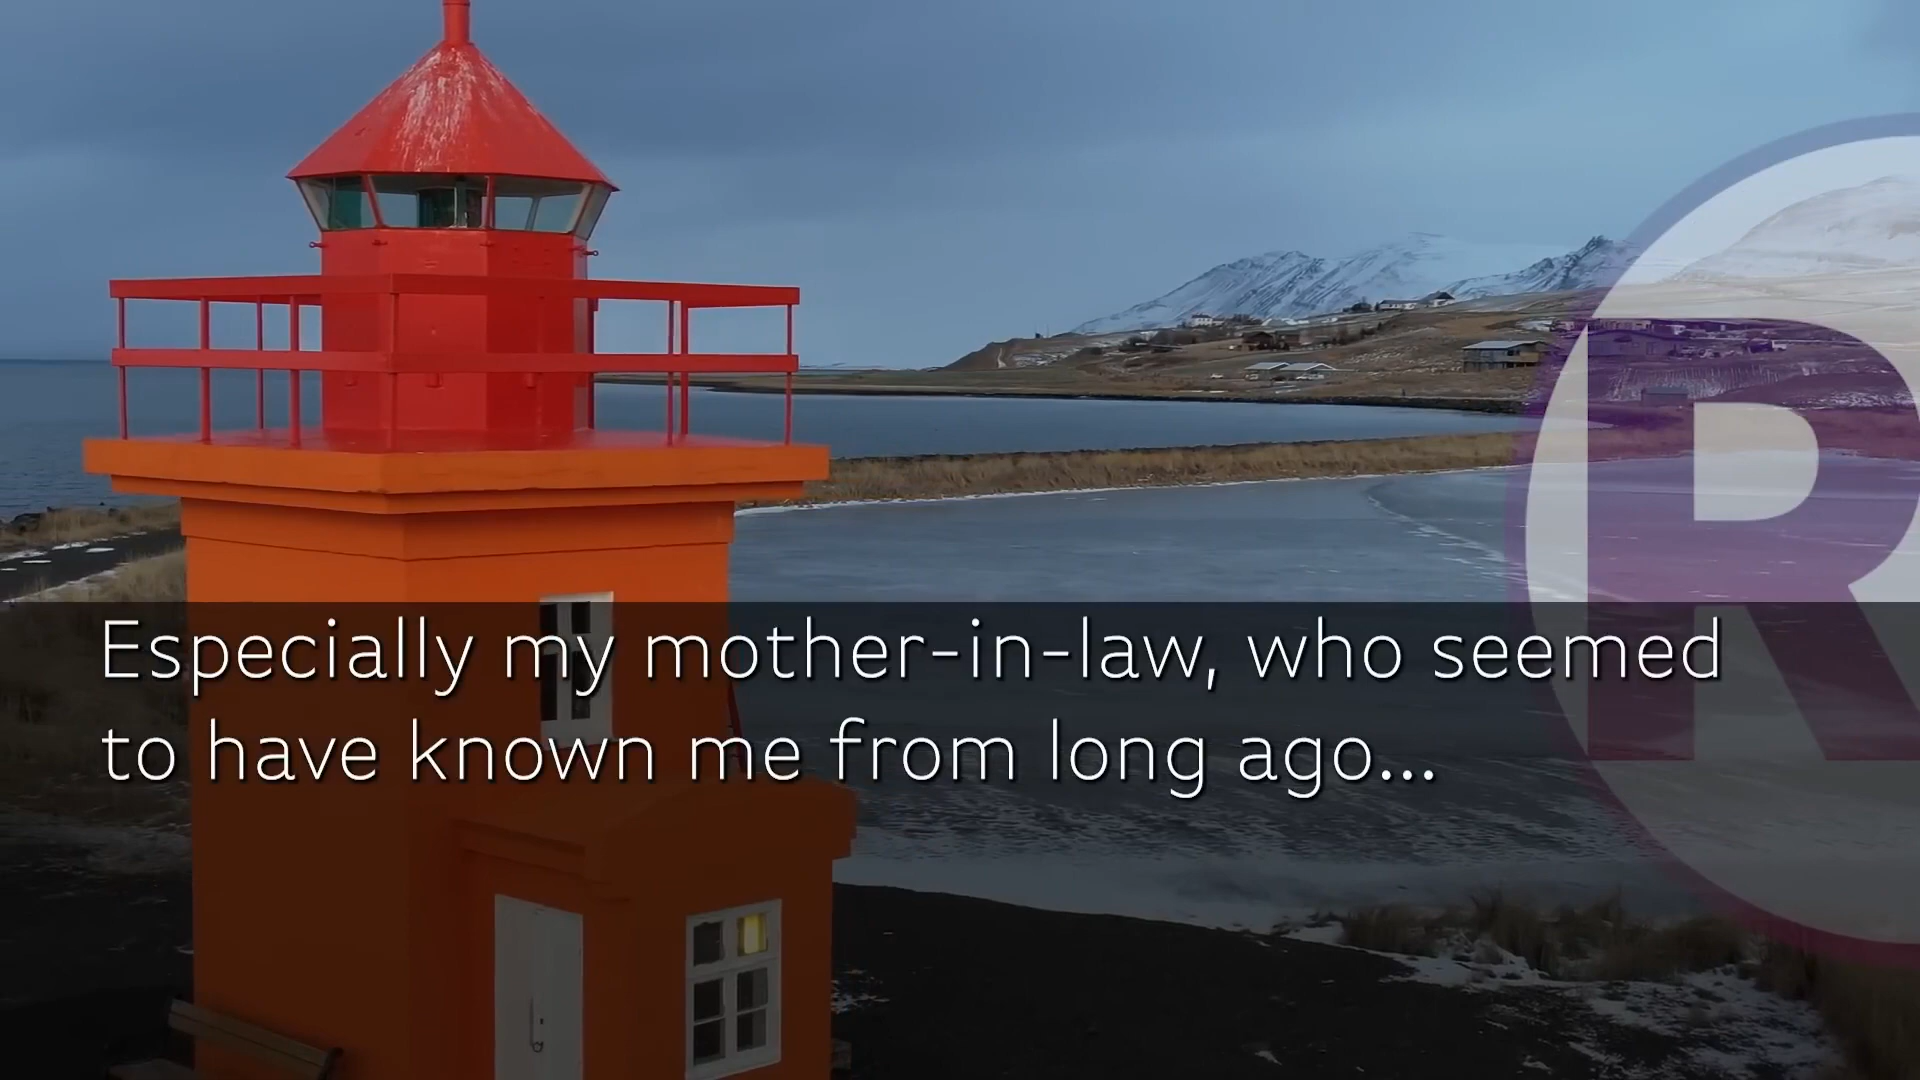 Especially my mother-in-law, who seemed
to have known me from long ago...
R